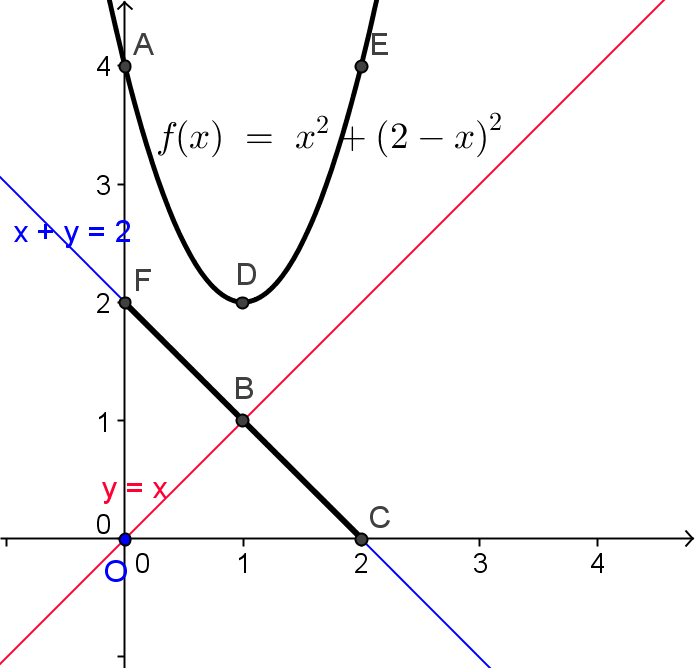 A
E
4
f(x) = x² + (2 − x)²
3
x + y = 2
D
F
2
B
1
y = x
C
0
0 1 2 3 4
O